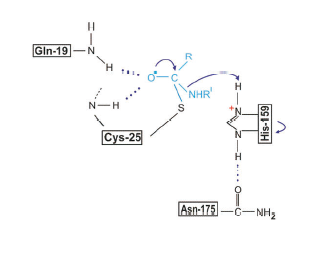 H
Gln-19
N
H
R
O
C
H
N
H
NHR'
S
Cys-25
+
N
N
His-159
H
O
Asn-175
C
NH2